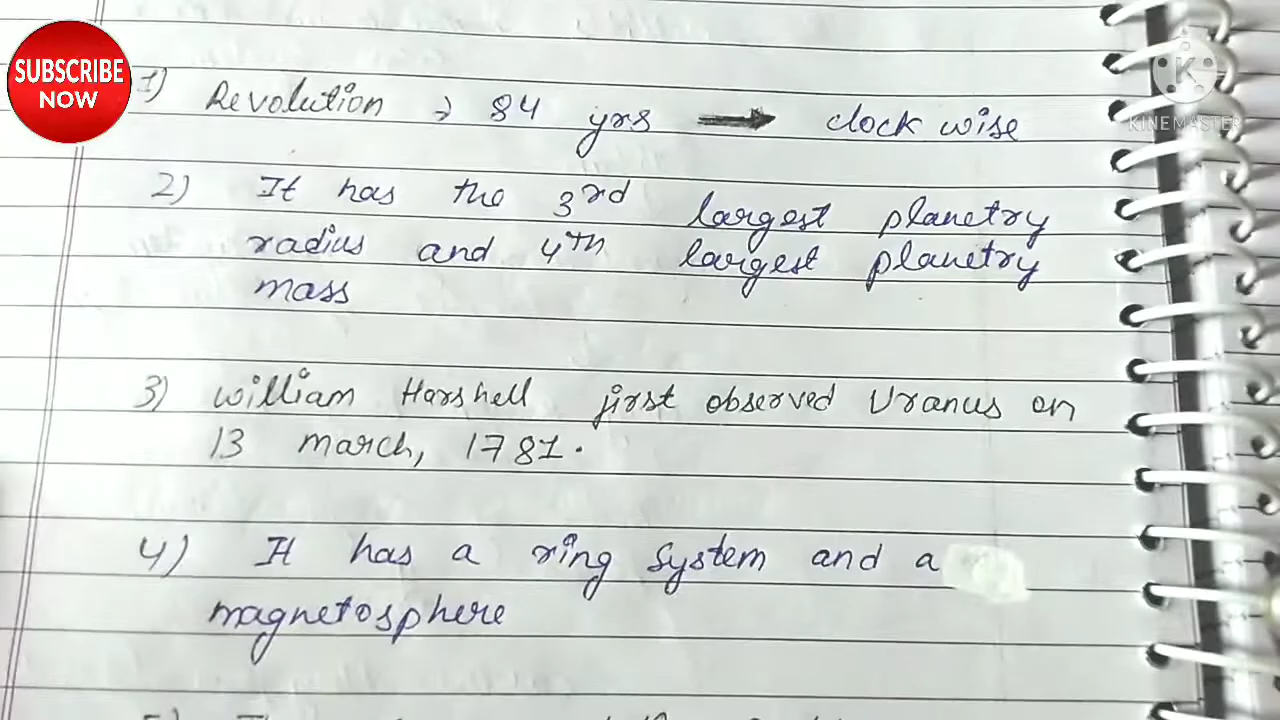 SUBSCRIBE
NOW
KINEMASTER
1) Revolution → 84 yrs → clock wise
2) It has the 3rd largest planetry
radius and 4th largest planetry
mass
3) William Harshell first observed Uranus on
13 march, 1781.
4) It has a ring system and a
magnetosphere
5)